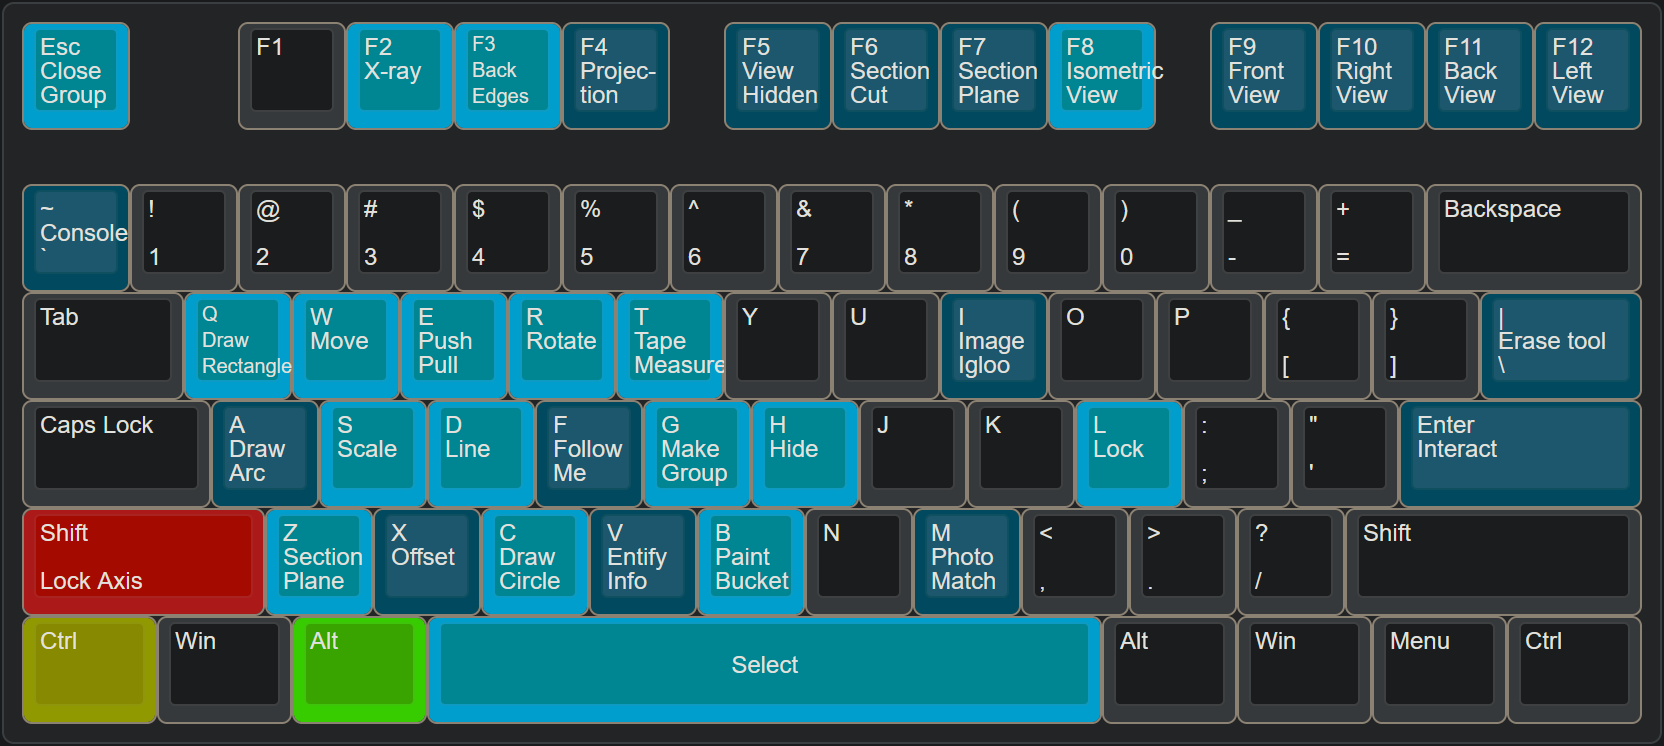 Esc
Close
Group
F1
F2
X-ray
F3
Back
Edges
F4
Projec-
tion
F5
View
Hidden
F6
Section
Cut
F7
Section
Plane
F8
Isometric
View
F9
Front
View
F10
Right
View
F11
Back
View
F12
Left
View
~
Console
`
!
1
@
2
#
3
$
4
%
5
^
6
&
7
*
8
(
9
)
0
_
-
+
=
Backspace
Tab
Q
Draw
Rectangle
W
Move
E
Push
Pull
R
Rotate
T
Tape
Measure
Y
U
I
Image
Igloo
O
P
{
[
}
]
|
Erase tool
\
Caps Lock
A
Draw
Arc
S
Scale
D
Line
F
Follow
Me
G
Make
Group
H
Hide
J
K
L
Lock
:
;
"
'
Enter
Interact
Shift
Lock Axis
Z
Section
Plane
X
Offset
C
Draw
Circle
V
Entify
Info
B
Paint
Bucket
N
M
Photo
Match
<
,
>
.
?
/
Shift
Ctrl
Win
Alt
Select
Alt
Win
Menu
Ctrl